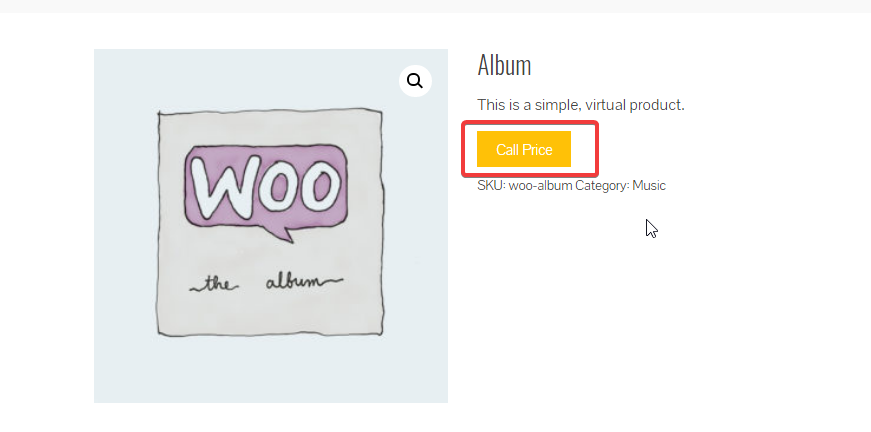 WOO
the album
Album
This is a simple, virtual product.
Call Price
SKU: woo-album Category: Music